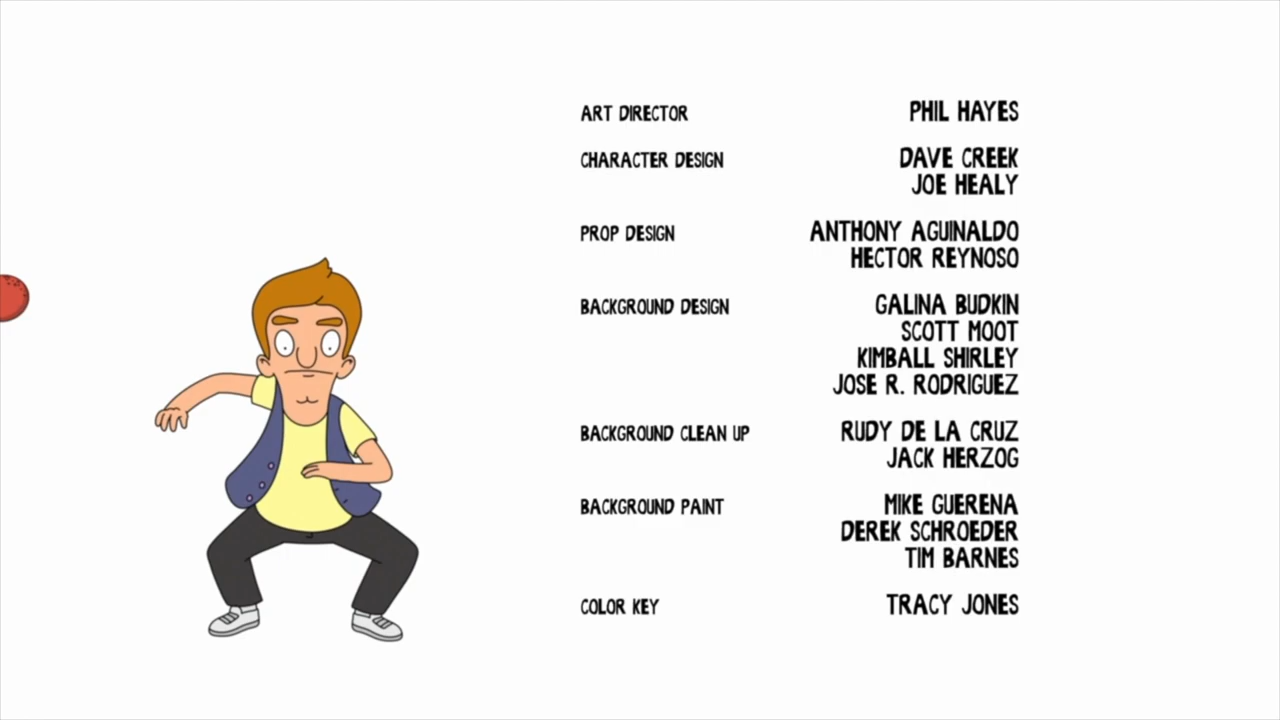 ART DIRECTOR PHIL HAYES
CHARACTER DESIGN DAVE CREEK
JOE HEALY
PROP DESIGN ANTHONY AGUINALDO
HECTOR REYNOSO
BACKGROUND DESIGN GALINA BUDKIN
SCOTT MOOT
KIMBALL SHIRLEY
JOSE R. RODRIGUEZ
BACKGROUND CLEAN UP RUDY DE LA CRUZ
JACK HERZOG
BACKGROUND PAINT MIKE GUERENA
DEREK SCHROEDER
TIM BARNES
COLOR KEY TRACY JONES